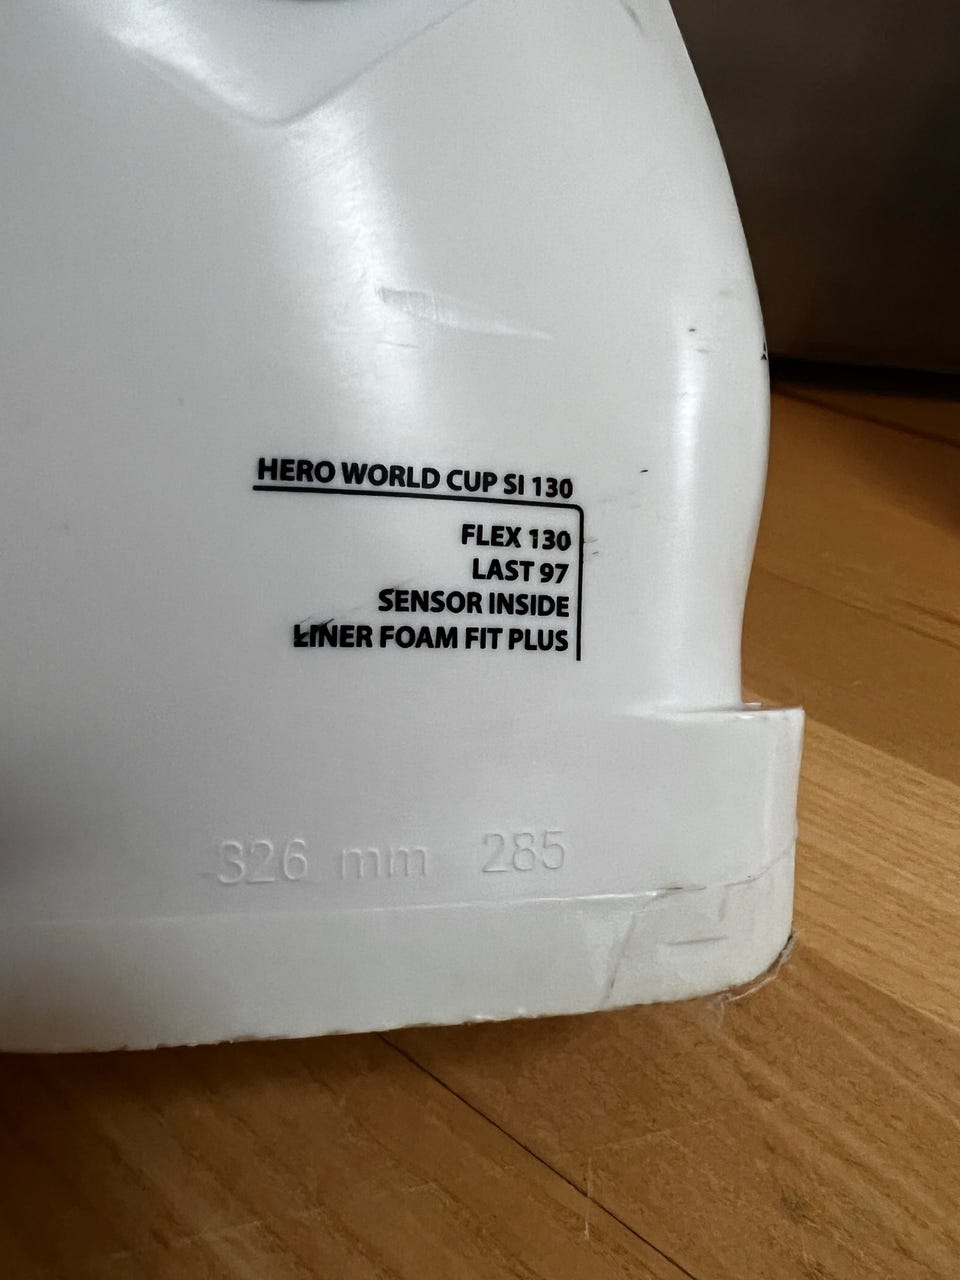 HERO WORLD CUP SI 130
FLEX 130
LAST 97
SENSOR INSIDE
LINER FOAM FIT PLUS
326 mm 285